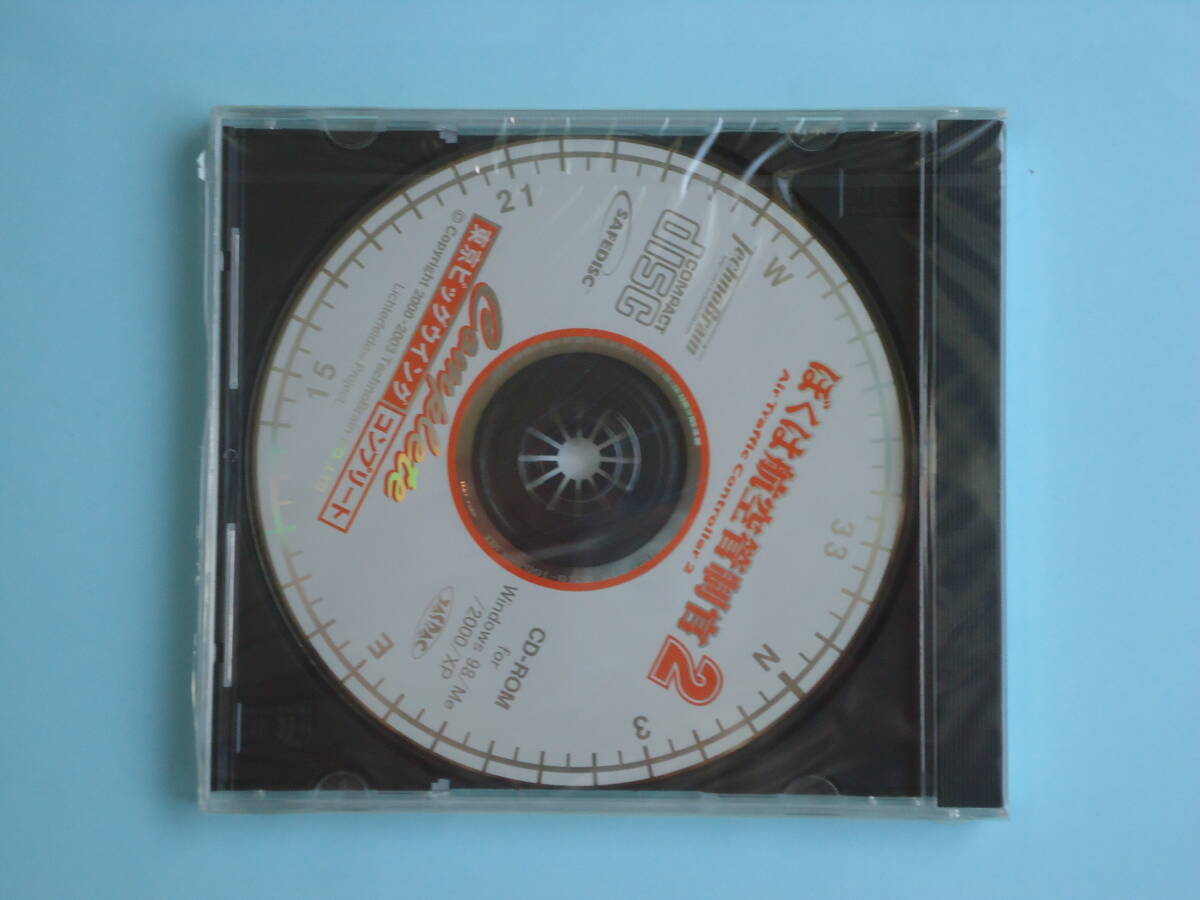 ぼくは航空管制官2
Air Traffic Controller 2
TechnoBrain
COMPACT
disc
SAFEDISC™
Complete
東京ビッグウイング コンプリート
© Copyright 2000-2003 TechnoBrain
CD-ROM
for
Windows 98/Me
/2000/XP
N
3
E
15
21
W
33